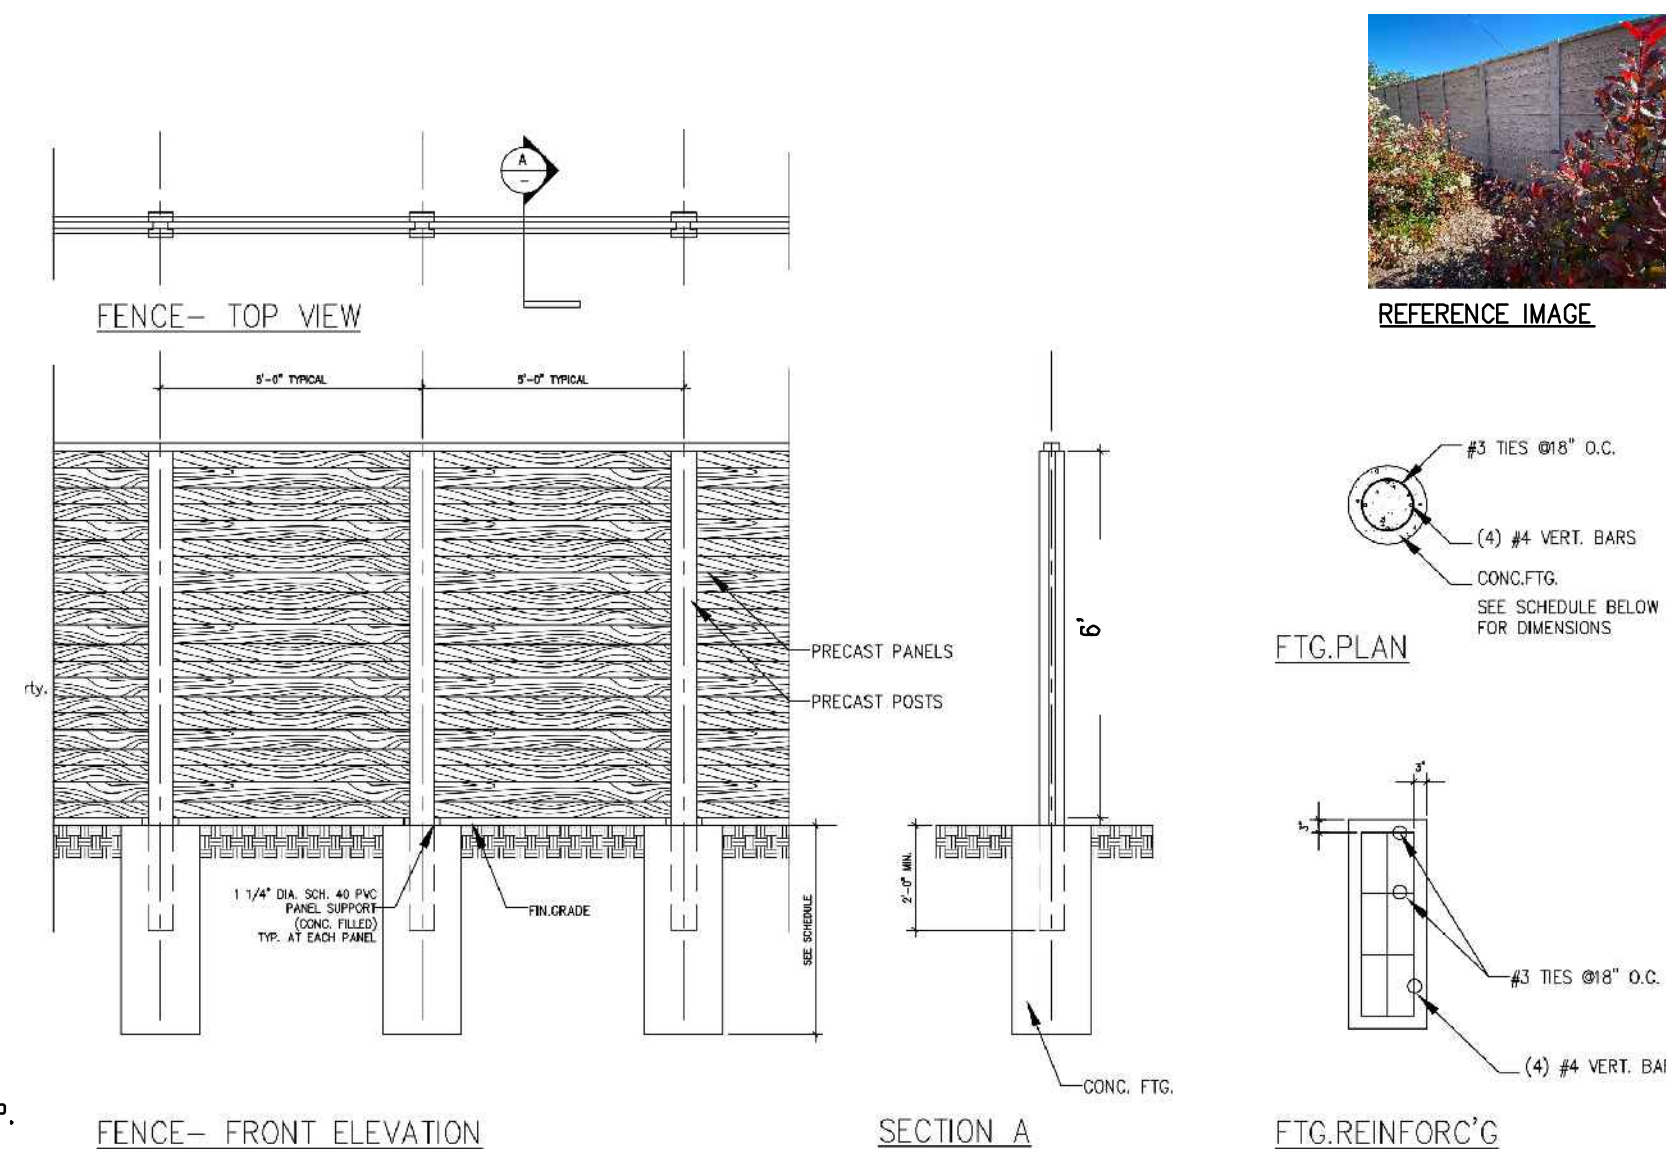 A
–
FENCE– TOP VIEW
REFERENCE IMAGE
5'-0" TYPICAL
5'-0" TYPICAL
#3 TIES @18" O.C.
(4) #4 VERT. BARS
CONC.FTG.
SEE SCHEDULE BELOW
FOR DIMENSIONS
FTG.PLAN
6'
PRECAST PANELS
PRECAST POSTS
rty.
1 1/4" DIA. SCH. 40 PVC
PANEL SUPPORT
(CONC. FILLED)
TYP. AT EACH PANEL
FIN.GRADE
SEE SCHEDULE
2'-0" MIN.
CONC. FTG.
3"
3"
#3 TIES @18" O.C.
(4) #4 VERT. BAR
P.
FENCE– FRONT ELEVATION
SECTION A
FTG.REINFORC'G